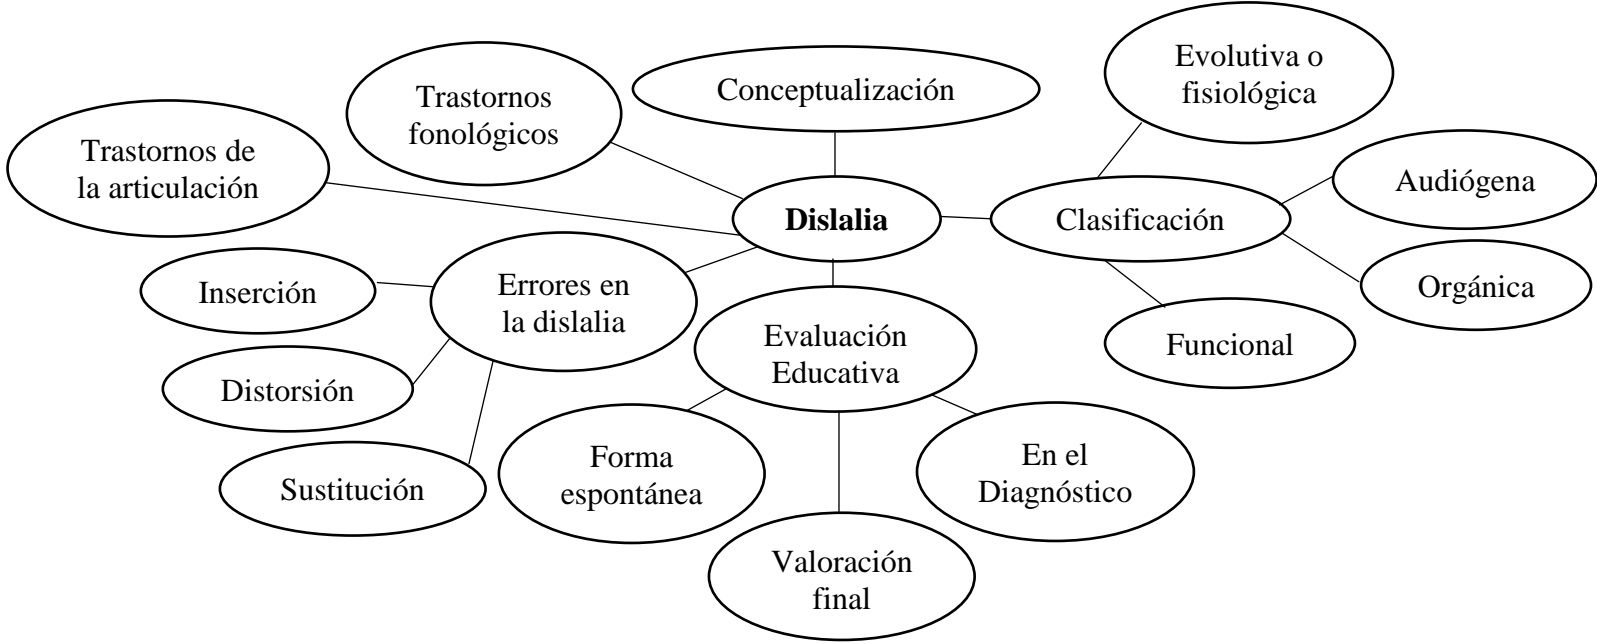 Evolutiva o
fisiológica
Trastornos
fonológicos
Conceptualización
Trastornos de
la articulación
Audiógena
Dislalia
Clasificación
Inserción
Errores en
la dislalia
Orgánica
Evaluación
Educativa
Funcional
Distorsión
Forma
espontánea
En el
Diagnóstico
Sustitución
Valoración
final